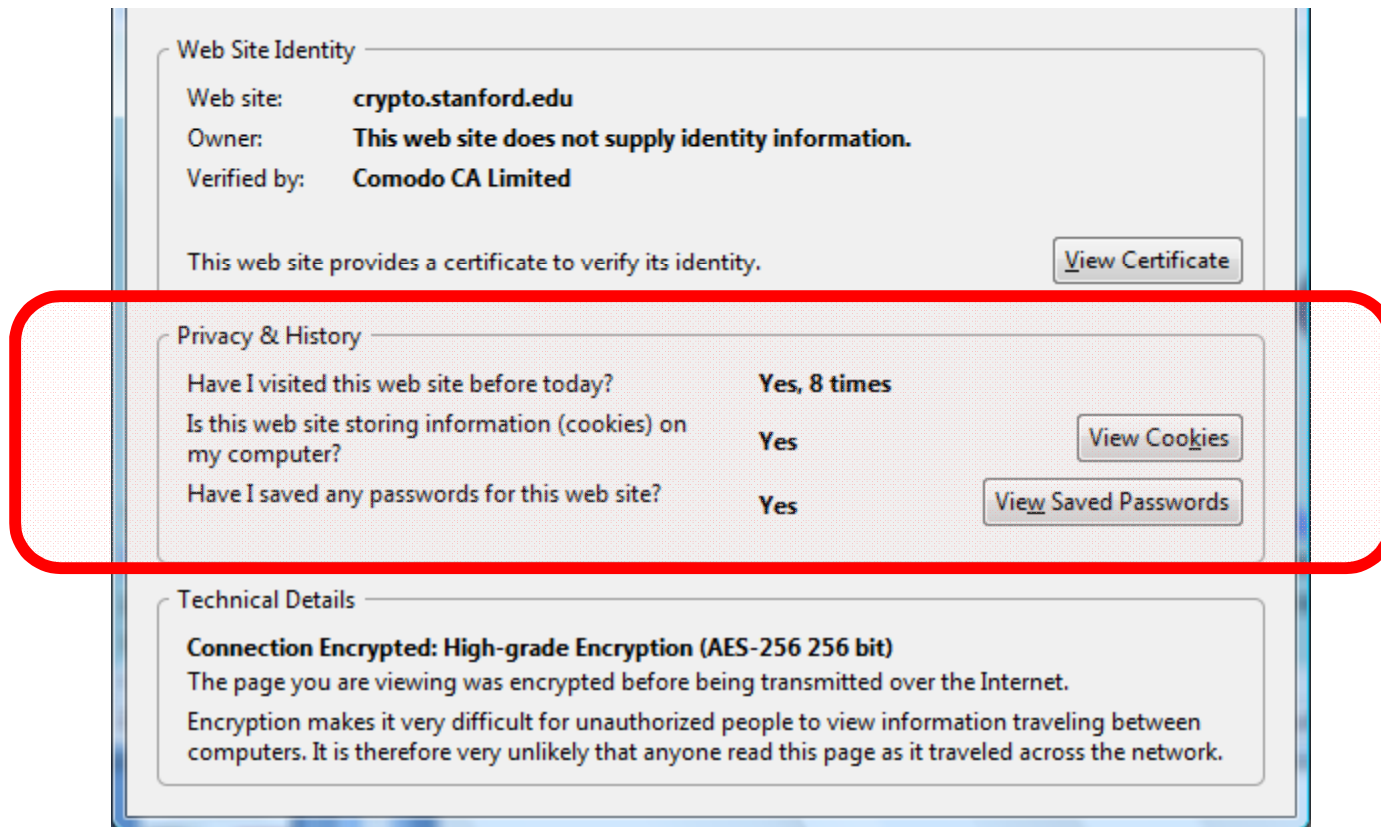 Web Site Identity
Web site: crypto.stanford.edu
Owner: This web site does not supply identity information.
Verified by: Comodo CA Limited
This web site provides a certificate to verify its identity. View Certificate
Privacy & History
Have I visited this web site before today? Yes, 8 times
Is this web site storing information (cookies) on
my computer? Yes View Cookies
Have I saved any passwords for this web site? Yes View Saved Passwords
Technical Details
Connection Encrypted: High-grade Encryption (AES-256 256 bit)
The page you are viewing was encrypted before being transmitted over the Internet.
Encryption makes it very difficult for unauthorized people to view information traveling between
computers. It is therefore very unlikely that anyone read this page as it traveled across the network.